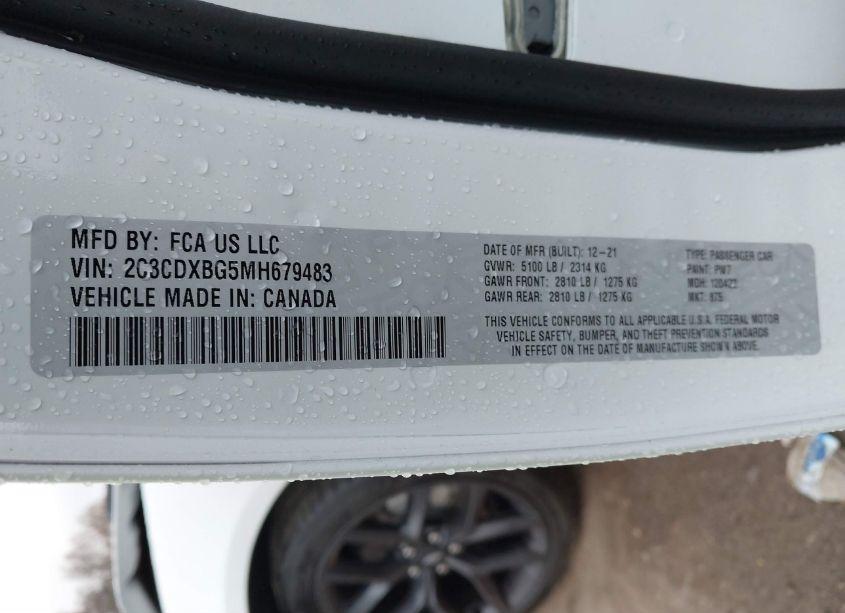 MFD BY: FCA US LLC
VIN: 2C3CDXBG5MH679483
VEHICLE MADE IN: CANADA
DATE OF MFR (BUILT): 12-21
GVWR: 5100 LB / 2314 KG
GAWR FRONT: 2810 LB / 1275 KG
GAWR REAR: 2810 LB / 1275 KG
TYPE: PASSENGER CAR
PAINT: PW7
MDH:
MKT:
THIS VEHICLE CONFORMS TO ALL APPLICABLE U.S.A. FEDERAL MOTOR
VEHICLE SAFETY, BUMPER, AND THEFT PREVENTION STANDARDS
IN EFFECT ON THE DATE OF MANUFACTURE SHOWN ABOVE.